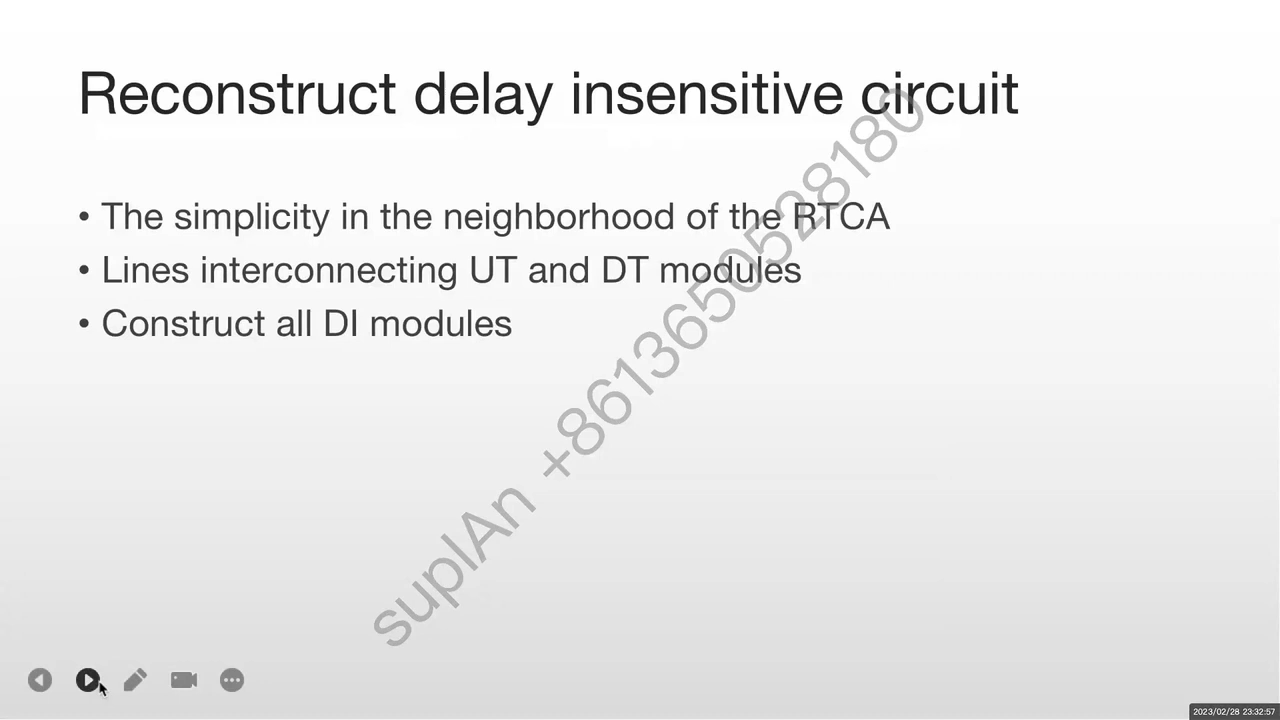 Reconstruct delay insensitive circuit
• The simplicity in the neighborhood of the RTCA
• Lines interconnecting UT and DT modules
• Construct all DI modules
suplAn +8613650528180
2023/02/28 23:32:57